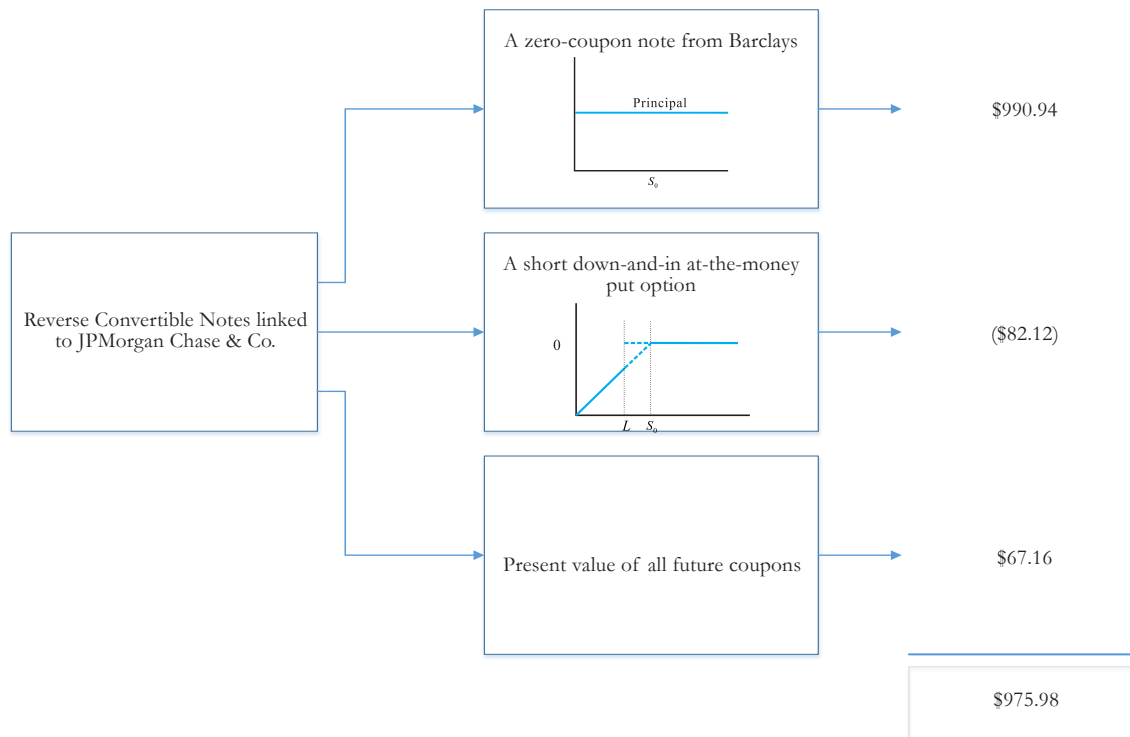 A zero-coupon note from Barclays
Principal
S₀
$990.94
Reverse Convertible Notes linked
to JPMorgan Chase & Co.
A short down-and-in at-the-money
put option
0
L S₀
($82.12)
Present value of all future coupons
$67.16
$975.98